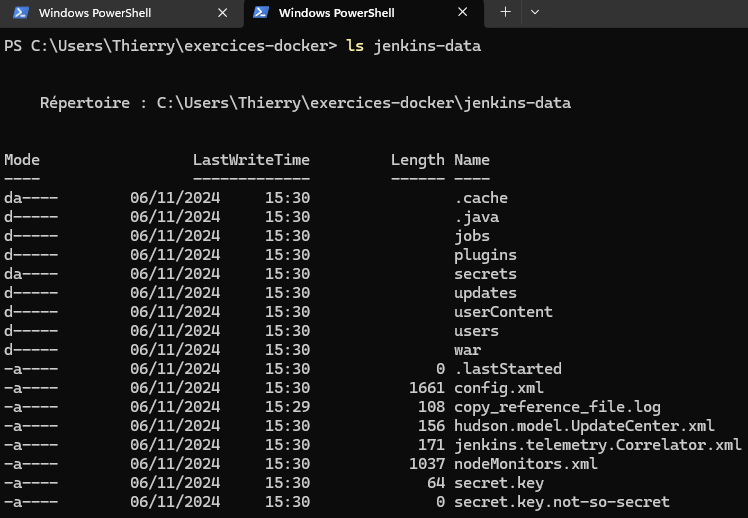 Windows PowerShell Windows PowerShell
PS C:\Users\Thierry\exercices-docker> ls jenkins-data
Répertoire : C:\Users\Thierry\exercices-docker\jenkins-data
Mode LastWriteTime Length Name
---- ------------- ------ ----
da---- 06/11/2024 15:30 .cache
d----- 06/11/2024 15:30 .java
d----- 06/11/2024 15:30 jobs
d----- 06/11/2024 15:30 plugins
da---- 06/11/2024 15:30 secrets
d----- 06/11/2024 15:30 updates
d----- 06/11/2024 15:30 userContent
d----- 06/11/2024 15:30 users
d----- 06/11/2024 15:30 war
-a---- 06/11/2024 15:30 0 .lastStarted
-a---- 06/11/2024 15:30 1661 config.xml
-a---- 06/11/2024 15:29 108 copy_reference_file.log
-a---- 06/11/2024 15:30 156 hudson.model.UpdateCenter.xml
-a---- 06/11/2024 15:30 171 jenkins.telemetry.Correlator.xml
-a---- 06/11/2024 15:30 1037 nodeMonitors.xml
-a---- 06/11/2024 15:30 64 secret.key
-a---- 06/11/2024 15:30 0 secret.key.not-so-secret